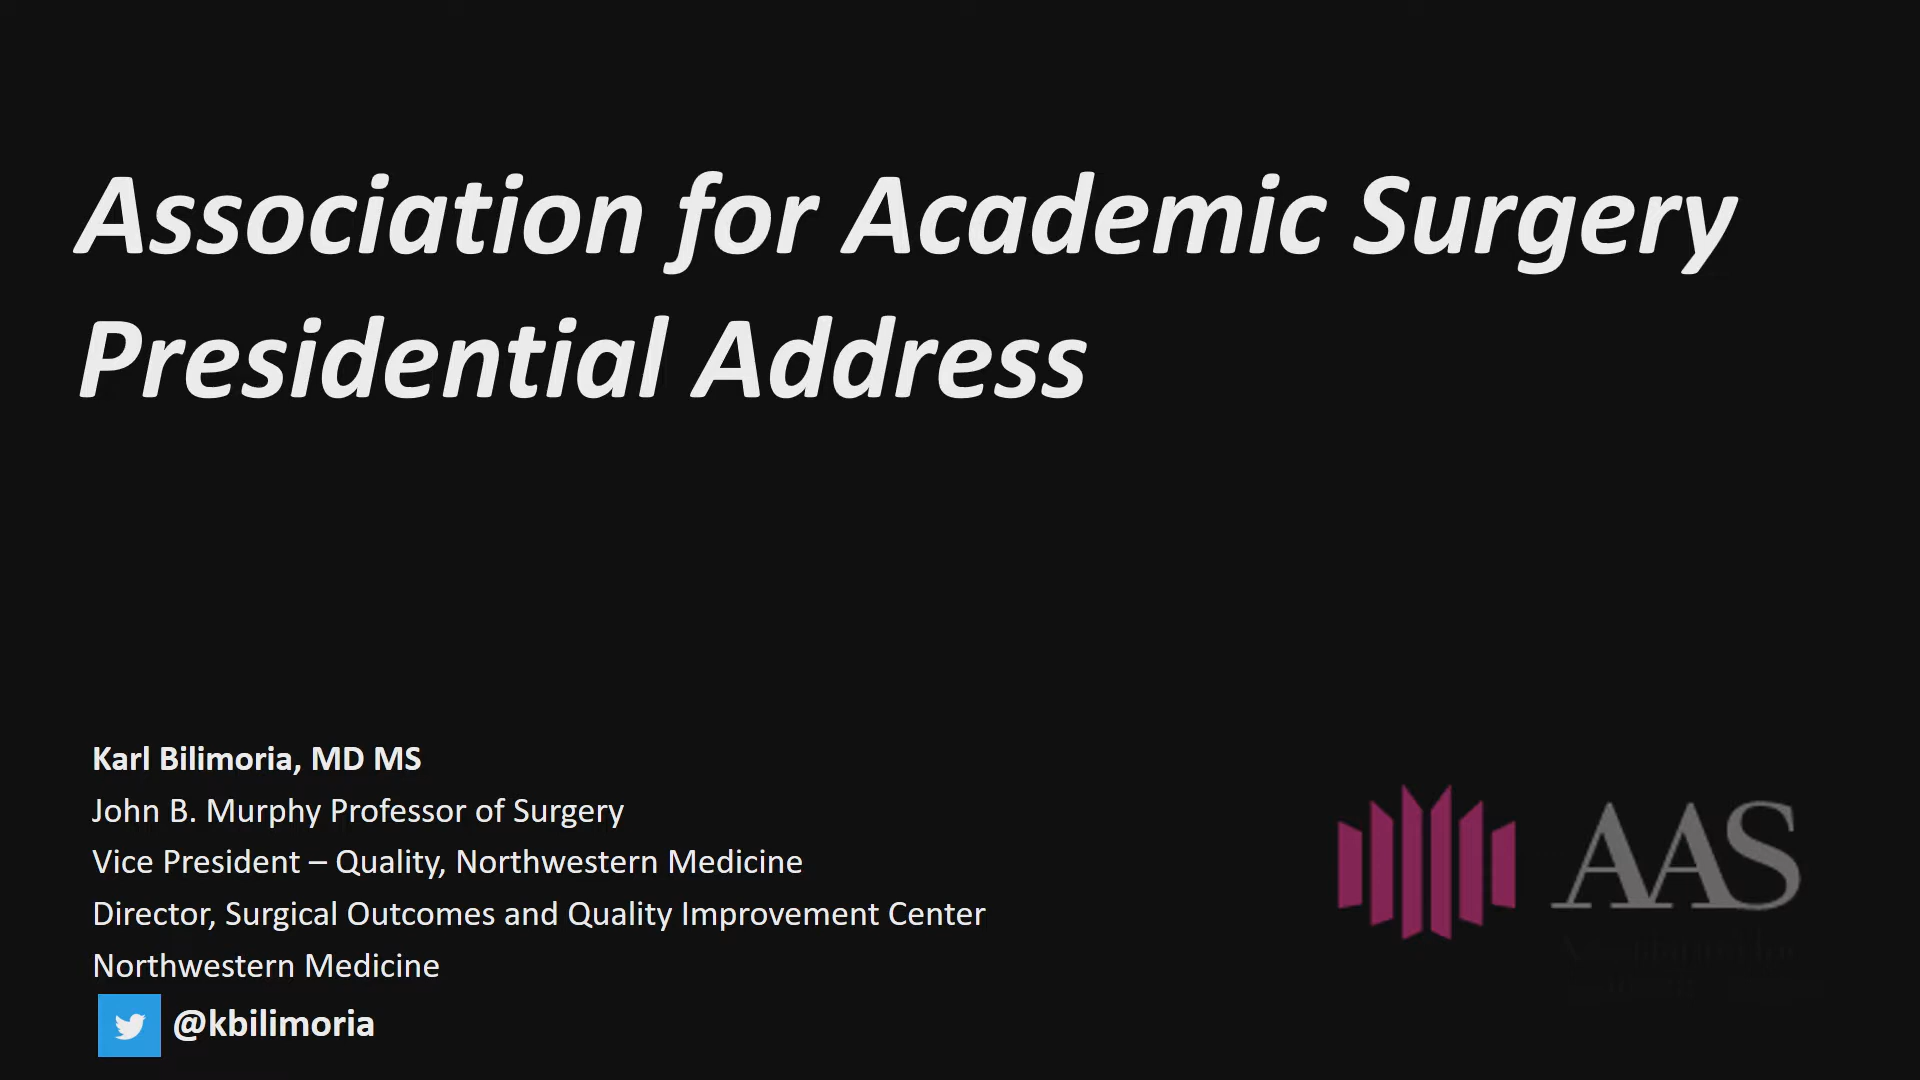 Association for Academic Surgery
Presidential Address
Karl Bilimoria, MD MS
John B. Murphy Professor of Surgery
Vice President – Quality, Northwestern Medicine
Director, Surgical Outcomes and Quality Improvement Center
Northwestern Medicine
@kbilimoria
AAS